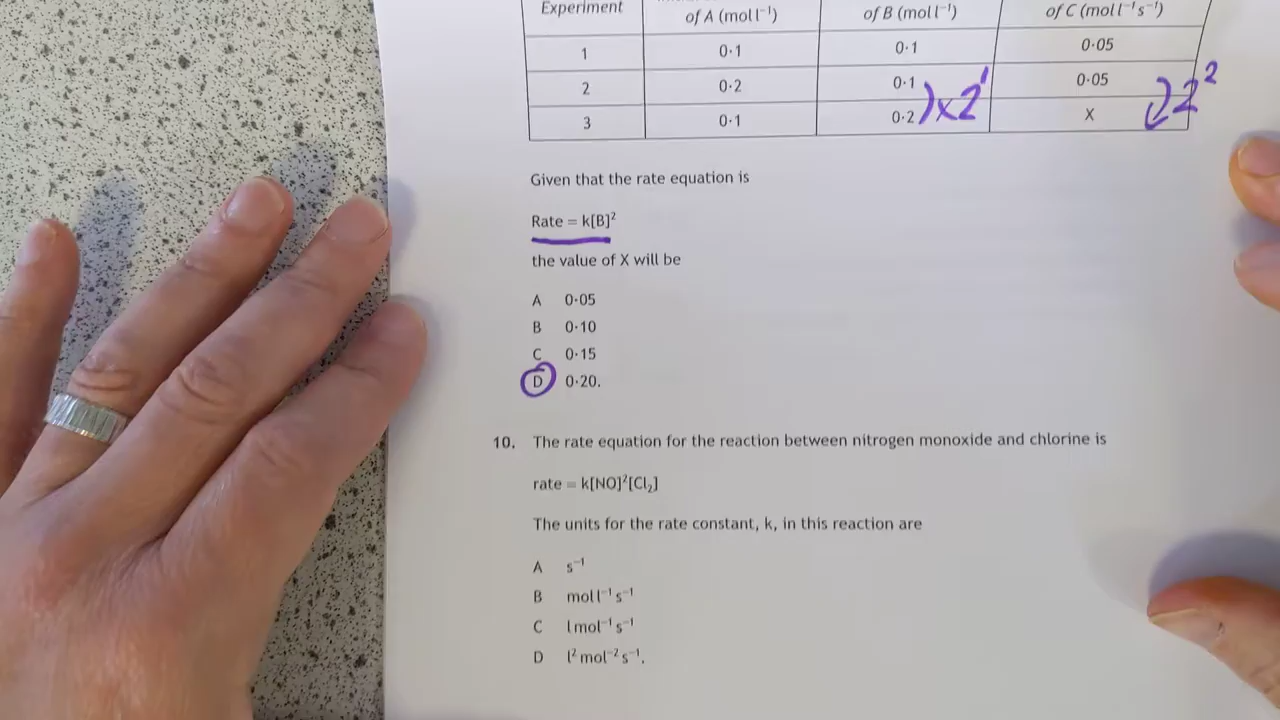 Experiment of A (mol l⁻¹) of B (mol l⁻¹) of C (mol l⁻¹ s⁻¹)
1 0·1 0·1 0·05
2 0·2 0·1 0·05
3 0·1 0·2 X
)x2¹
2²
Given that the rate equation is
Rate = k[B]²
the value of X will be
A 0·05
B 0·10
C 0·15
D 0·20.
10. The rate equation for the reaction between nitrogen monoxide and chlorine is
rate = k[NO]²[Cl₂]
The units for the rate constant, k, in this reaction are
A s⁻¹
B mol l⁻¹ s⁻¹
C l mol⁻¹ s⁻¹
D l² mol⁻² s⁻¹.